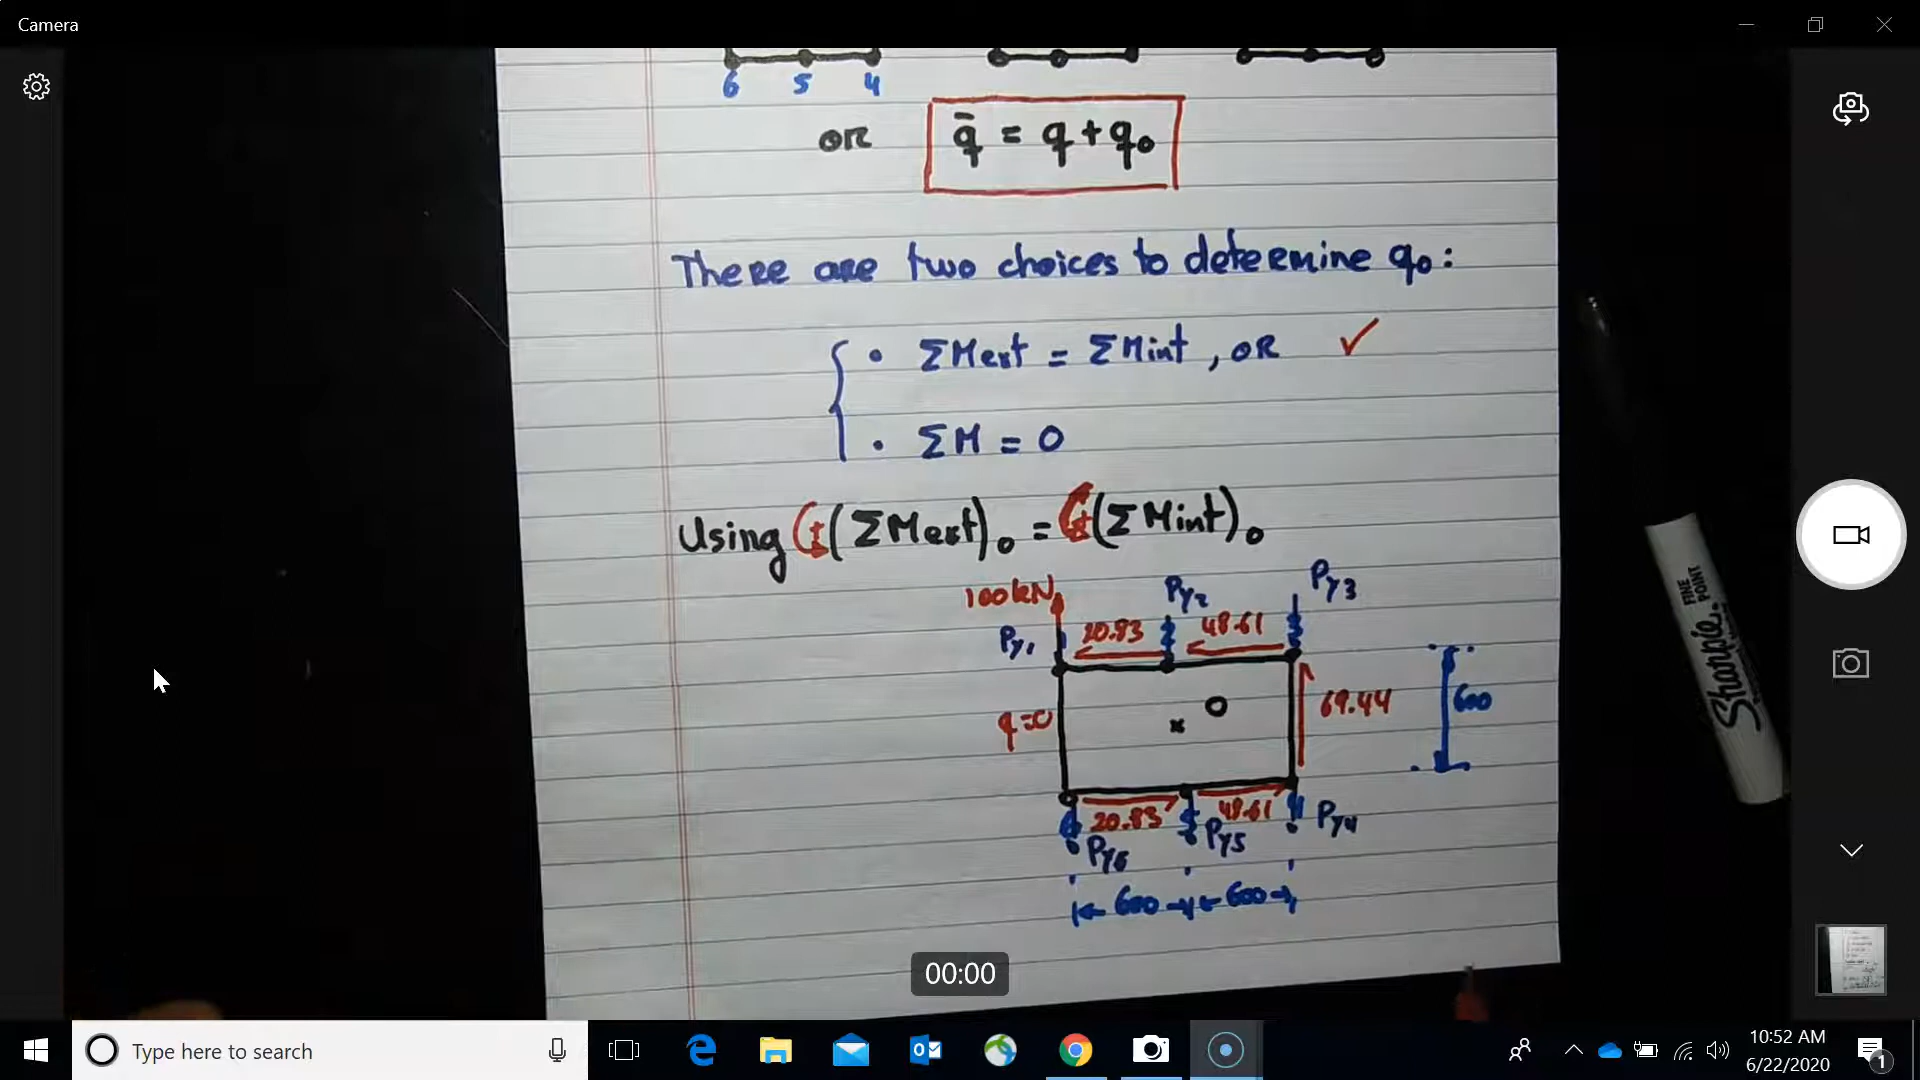 Camera
6 5 4
OR q̄ = q + q₀
There are two choices to determine q₀:
• ΣMext = ΣMint, OR ✓
• ΣM = 0
Using (ΣMext)₀ = (ΣMint)₀
100kN Py2 Py3
Py1 20.83 48.61
69.44 600
q=0 O
20.83 48.61 Py4
Py6 Py5
600 600
FINE POINT
Sharpie.
00:00
Type here to search
10:52 AM
6/22/2020
1